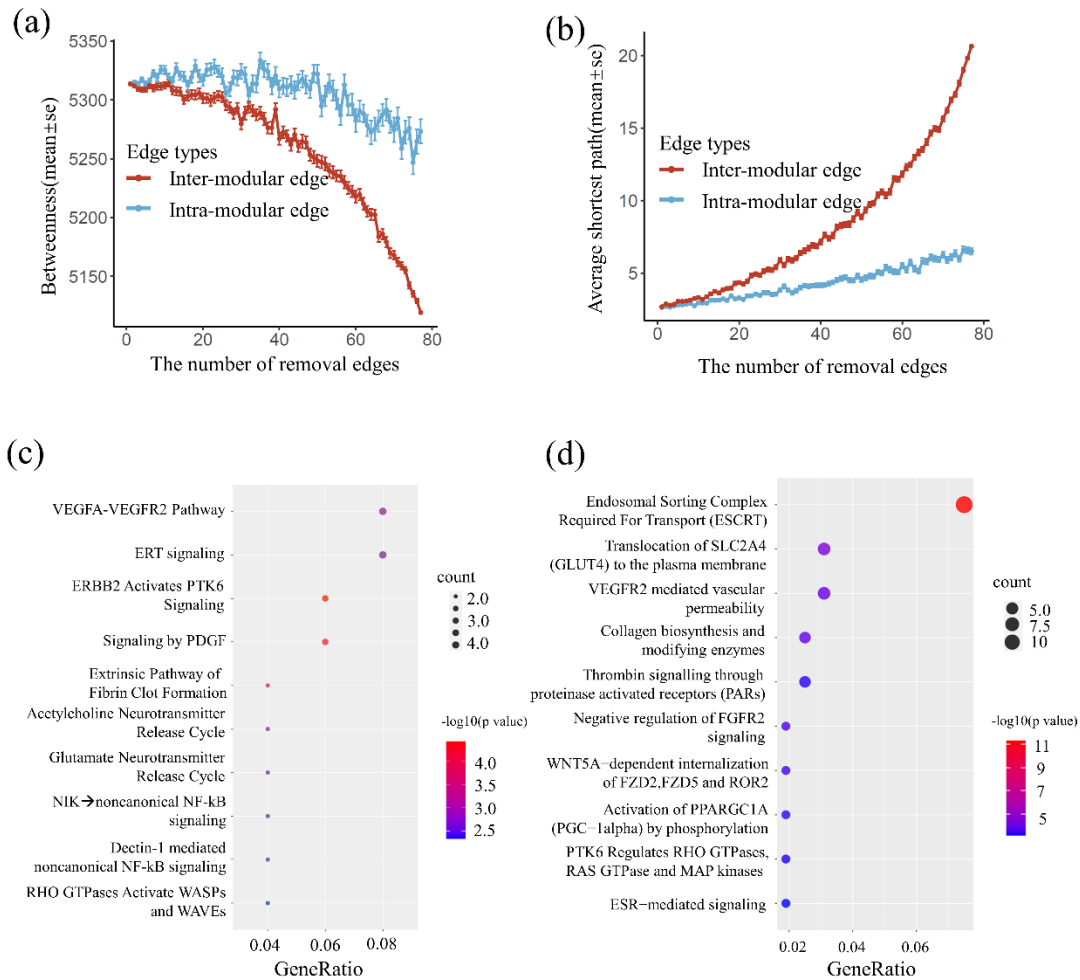 (a)
5350
5300
5250
5200
5150
Betweenness(mean±se)
Edge types
Inter-modular edge
Intra-modular edge
0
20
40
60
80
The number of removal edges
(b)
20
15
10
5
Average shortest path(mean±se)
Edge types
Inter-modular edge
Intra-modular edge
0
20
40
60
80
The number of removal edges
(c)
VEGFA-VEGFR2 Pathway
ERT signaling
ERBB2 Activates PTK6
Signaling
Signaling by PDGF
Extrinsic Pathway of
Fibrin Clot Formation
Acetyleholine Neurotransmitter
Release Cycle
Glutamate Neurotransmitter
Release Cycle
NIK→noncanonical NF-kB
signaling
Dectin-1 mediated
noncanonical NF-kB signaling
RHO GTPases Activate WASPs
and WAVEs
0.04
0.06
0.08
GeneRatio
count
2.0
3.0
4.0
-log10(p value)
4.0
3.0
2.5
(d)
Endosomal Sorting Complex
Required For Transport (ESCRT)
Translocation of SLC2A4
(GLUT4) to the plasma membrane
VEGFR2 mediated vascular
permeability
Collagen biosynthesis and
modifying enzymes
Thrombin signalling through
proteinase activated receptors (PARs)
Negative regulation of FGFR2
signaling
WNT5A−dependent internalization
of FZD2,FZD5 and ROR2
Activation of PPARGC1A
(PGC−1alpha) by phosphorylation
PTK6 Regulates RHO GTPases,
RAS GTPase and MAP kinases
ESR−mediated signaling
0.02
0.04
0.06
GeneRatio
count
5.0
7.5
10
-log10(p value)
11
9
7
5